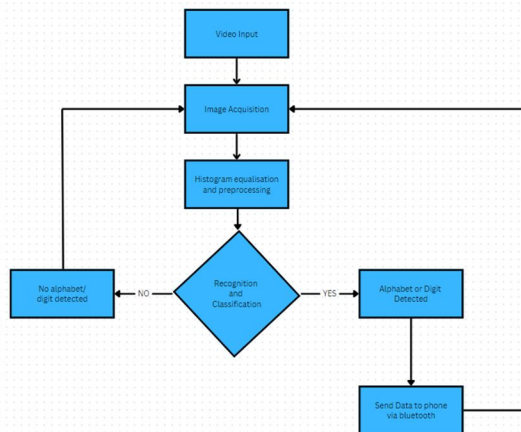 Video Input
Image Acquisition
Histogram equalisation
and preprocessing
Recognition
and
Classification
NO
YES
No alphabet/
digit detected
Alphabet or Digit
Detected
Send Data to phone
via bluetooth